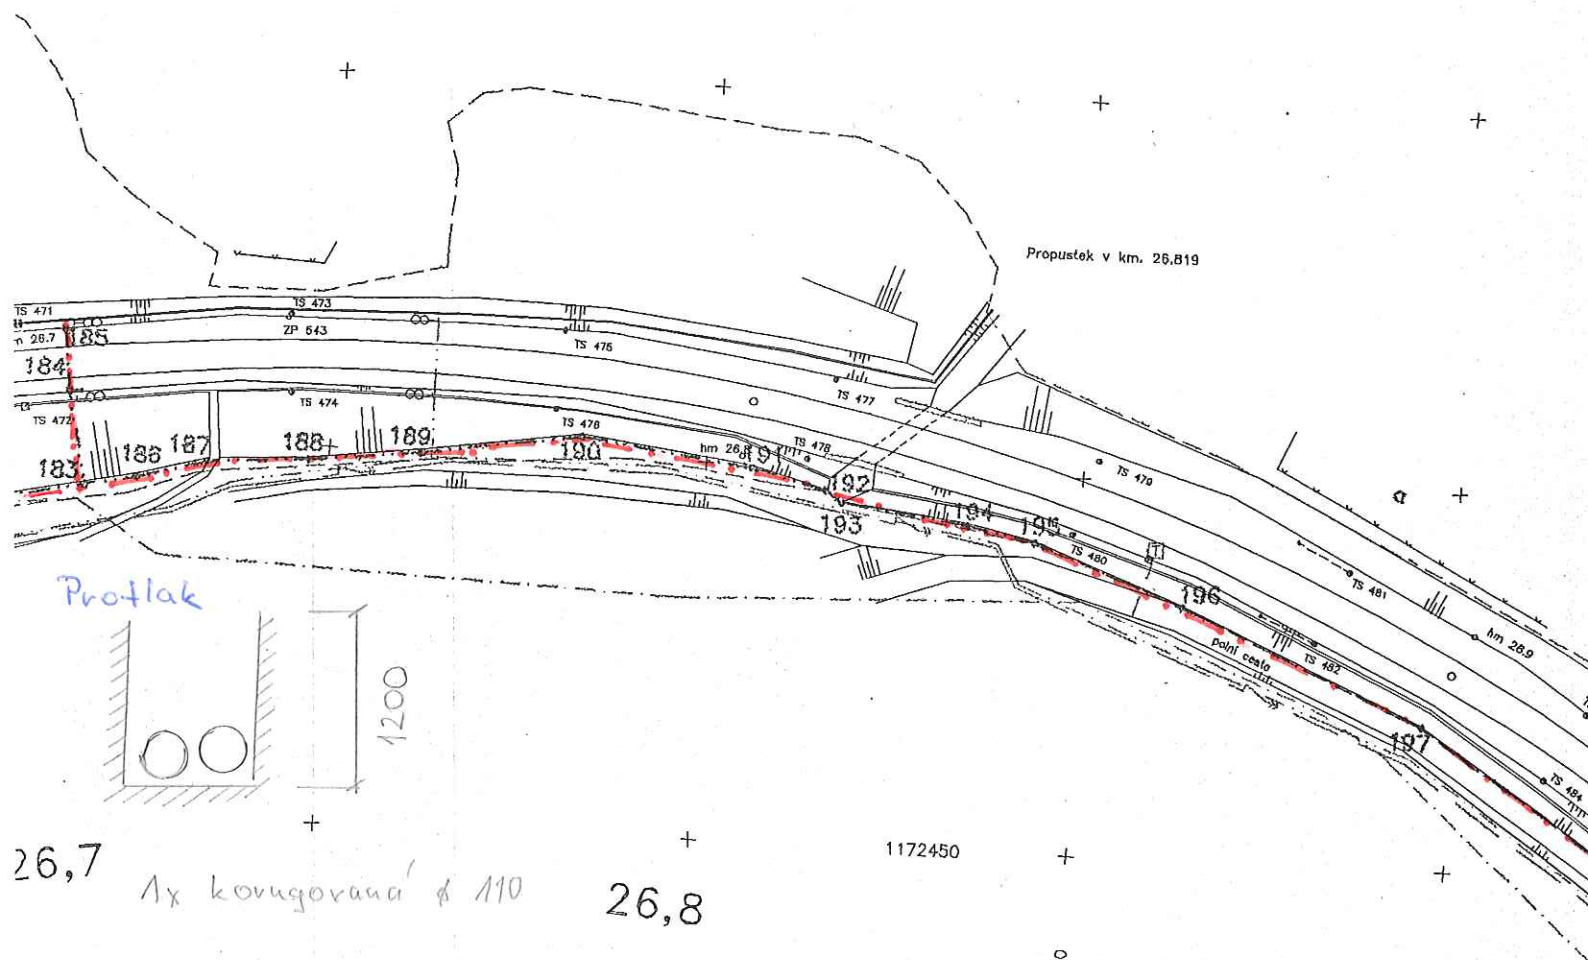 Propustek v km. 26,819
TS 471
TS 473
185
ZP 543
n 26.7
TS 475
184
TS 477
TS 472
TS 474
TS 476
TS 478
183
186
187
188
189
190
hm 26,8
191
TS 479
192
193
194
195
TS 480
T
TS 481
196
hm 26.9
polní cesta
TS 482
197
TS 484
Protlak
1200
26,7
1x korugovaná ø 110
26,8
1172450